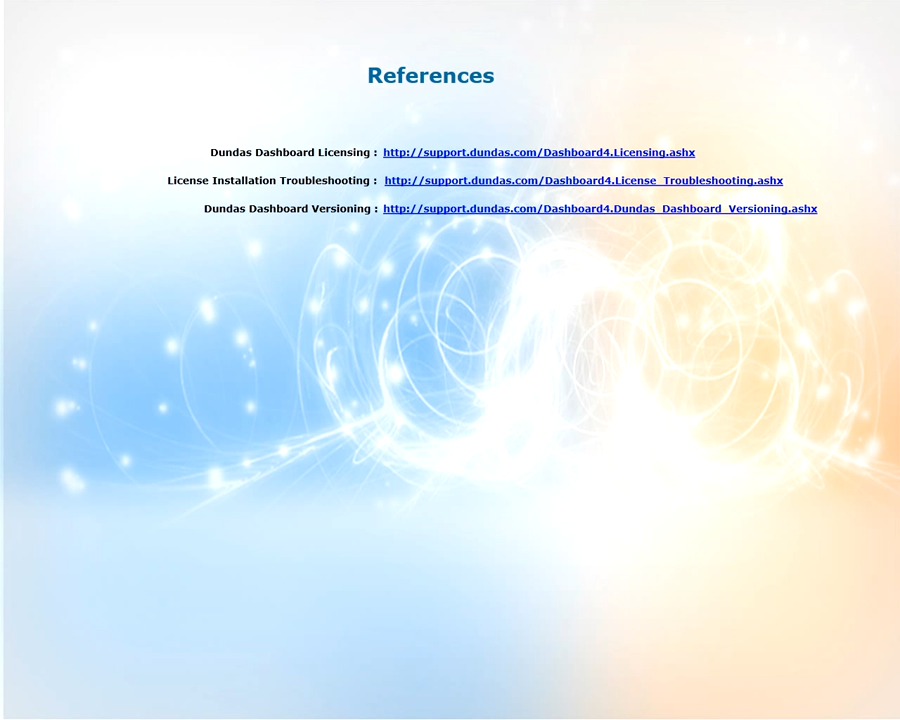 References
Dundas Dashboard Licensing : http://support.dundas.com/Dashboard4.Licensing.ashx
License Installation Troubleshooting : http://support.dundas.com/Dashboard4.License_Troubleshooting.ashx
Dundas Dashboard Versioning : http://support.dundas.com/Dashboard4.Dundas_Dashboard_Versioning.ashx